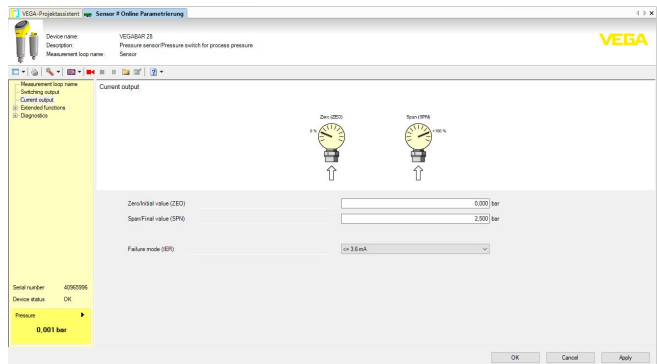 VEGA-Projektassistent
Sensor # Online Parametrierung
Device name: VEGABAR 28
Description: Pressure sensor/Pressure switch for process pressure
Measurement loop name: Sensor
VEGA
Measurement loop name
Switching output
Current output
Extended functions
Diagnostics
Current output
Zero (ZEO)
0 %
Span (SPN)
+100 %
Zero/Initial value (ZEO) 0,000 bar
Span/Final value (SPN) 2,500 bar
Failure mode (IER) <= 3.6 mA
Serial number 40965996
Device status OK
Pressure
0,001 bar
OK Cancel Apply